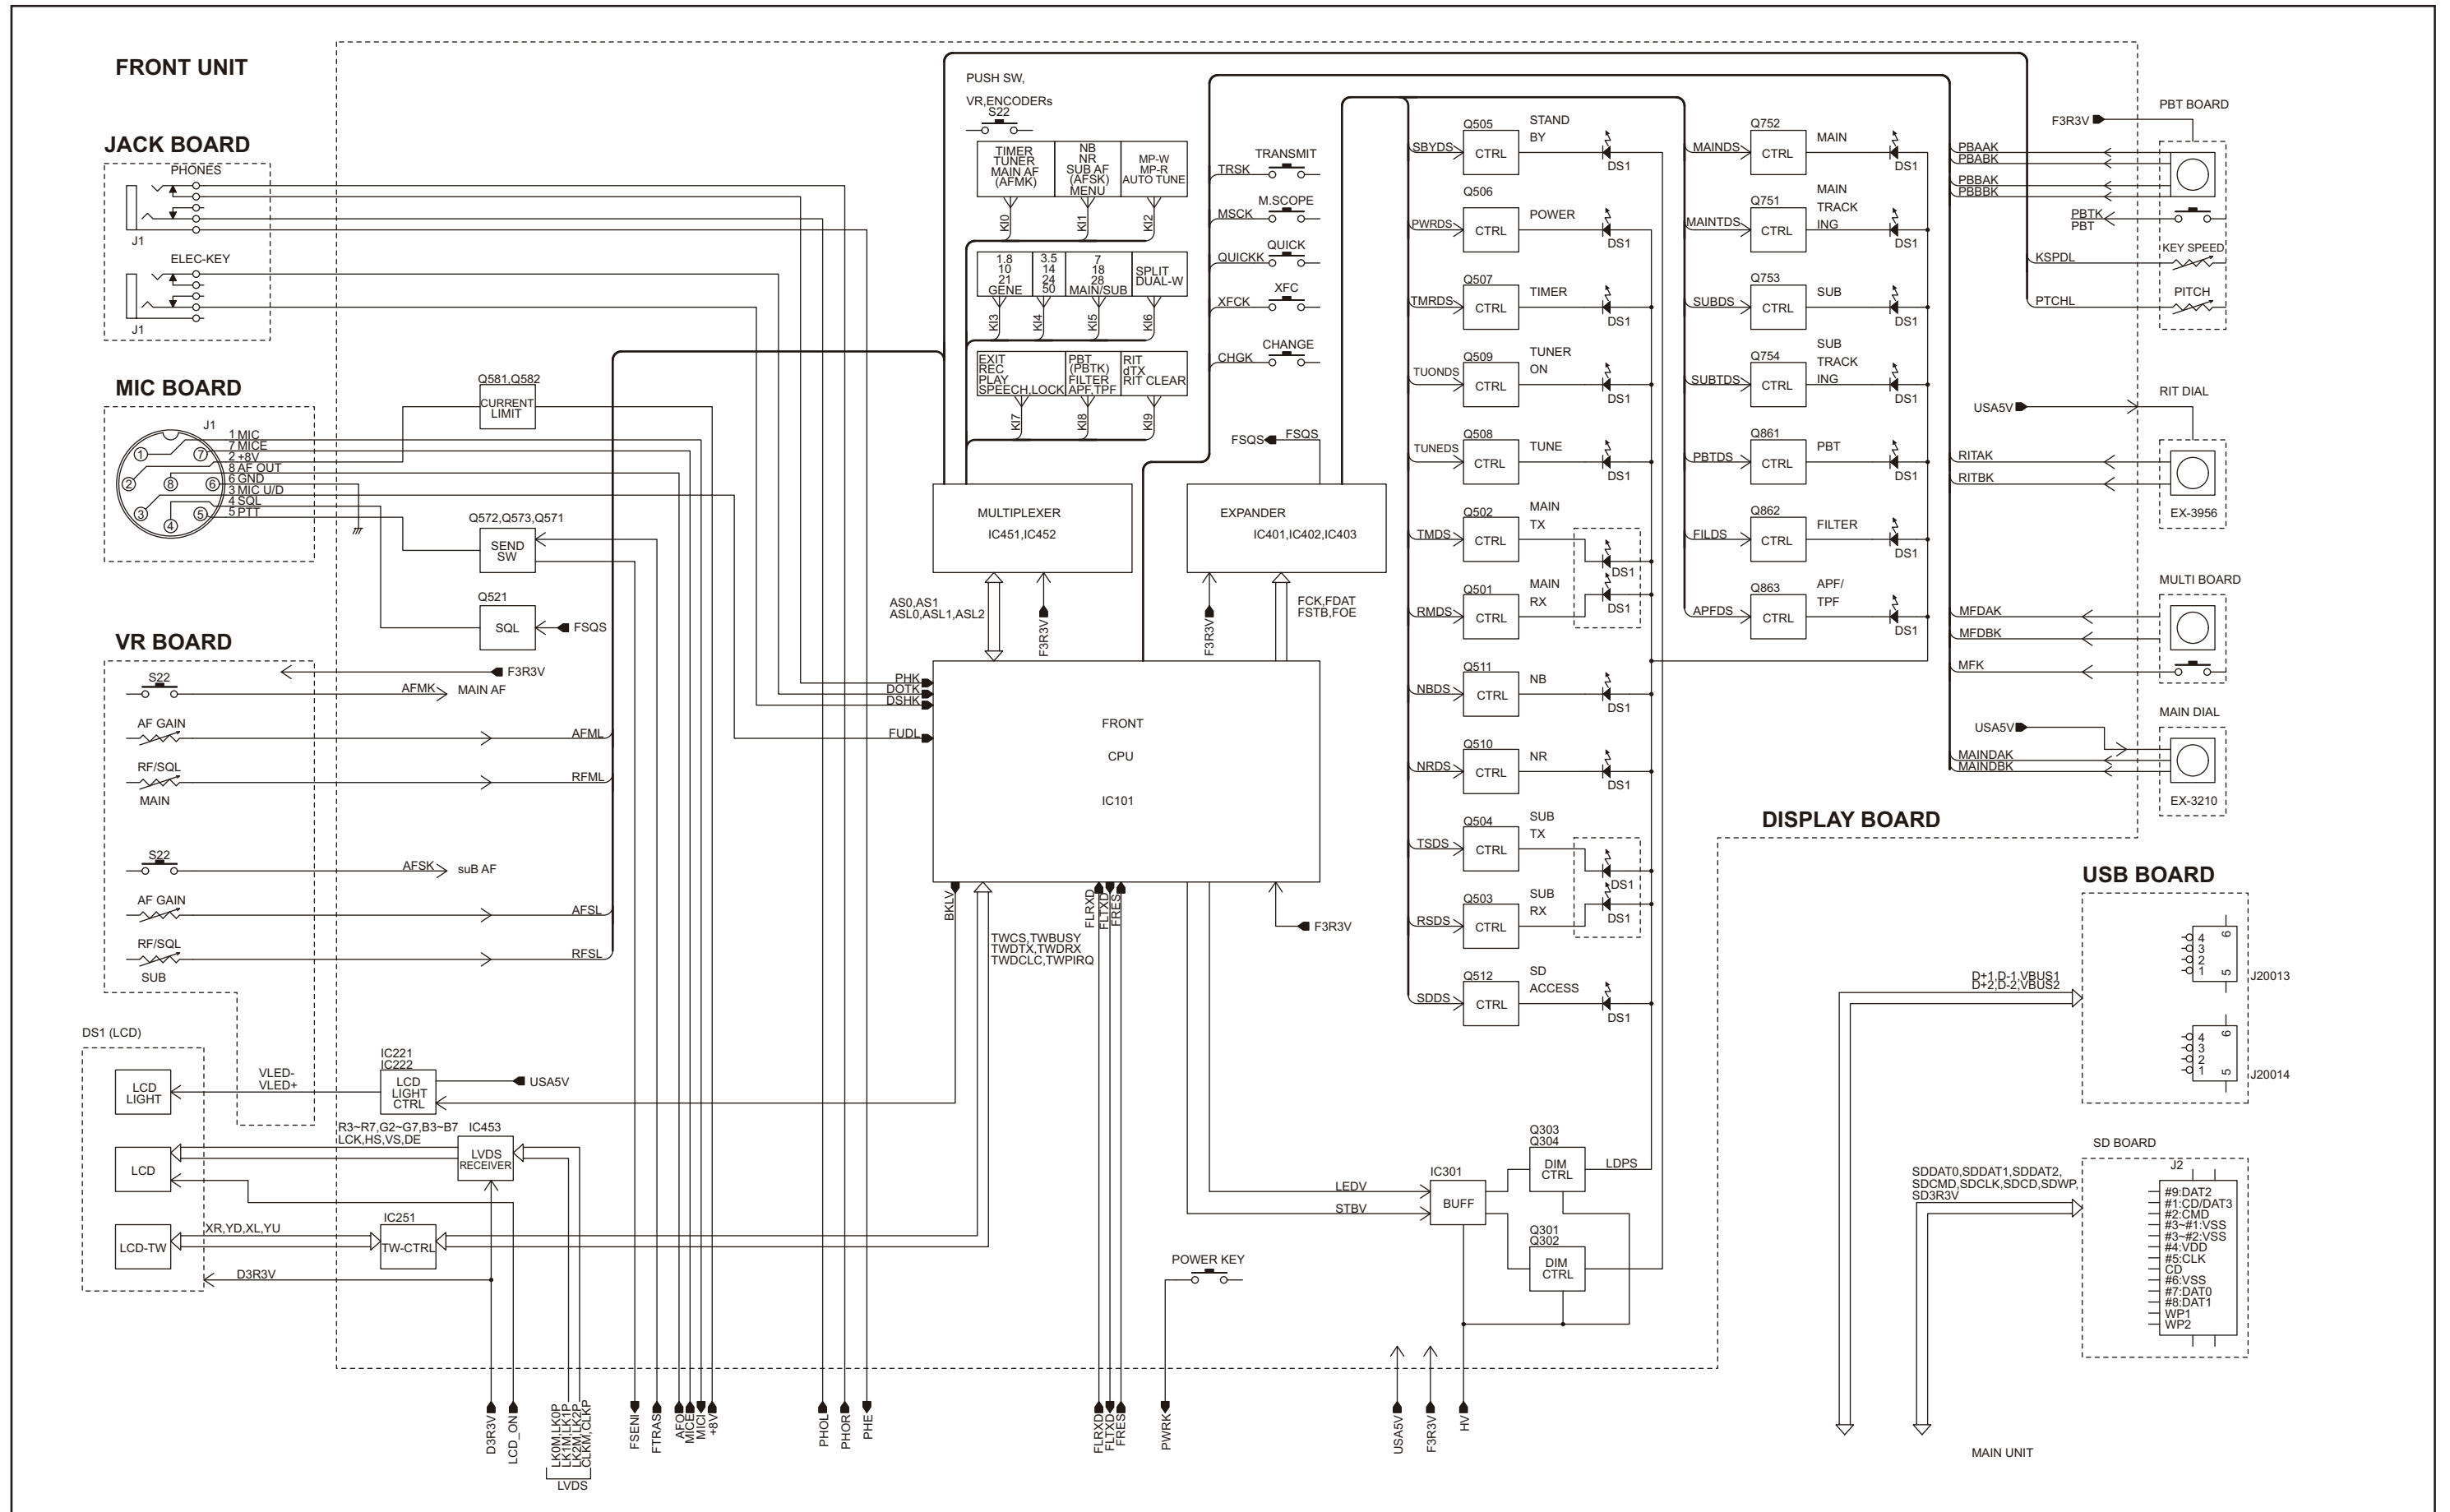 FRONT UNIT
JACK BOARD
PHONES
J1
ELEC-KEY
J1
MIC BOARD
J1
1 MIC
7 MICE
2 +8V
8 AF OUT
6 GND
3 MIC U/D
4 SQL
5 PTT
1
7
2
8
6
3
4
5
Q581,Q582
CURRENT
LIMIT
Q572,Q573,Q571
SEND
SW
Q521
SQL
FSQS
VR BOARD
F3R3V
S22
AFMK
MAIN AF
AF GAIN
AFML
RF/SQL
RFML
MAIN
S22
AFSK
suB AF
AF GAIN
AFSL
RF/SQL
RFSL
SUB
DS1 (LCD)
LCD
LIGHT
VLED-
VLED+
IC221
IC222
LCD
LIGHT
CTRL
USA5V
R3~R7,G2~G7,B3~B7
LCK,HS,VS,DE
IC453
LVDS
RECEIVER
LCD
IC251
XR,YD,XL,YU
LCD-TW
TW-CTRL
D3R3V
PUSH SW,
VR,ENCODERs
S22
TIMER
TUNER
MAIN AF
(AFMK)
NB
NR
SUB AF
(AFSK)
MENU
MP-W
MP-R
AUTO TUNE
KI0
KI1
KI2
1.8
10
21
GENE
3.5
14
24
50
7
18
28
MAIN/SUB
SPLIT
DUAL-W
KI3
KI4
KI5
KI6
EXIT
REC
PLAY
SPEECH,LOCK
PBT
(PBTK)
FILTER
APF,TPF
RIT
dTX
RIT CLEAR
KI7
KI8
KI9
MULTIPLEXER
IC451,IC452
AS0,AS1
ASL0,ASL1,ASL2
F3R3V
TRANSMIT
TRSK
M.SCOPE
MSCK
QUICK
QUICKK
XFC
XFCK
CHANGE
CHGK
FSQS
FSQS
EXPANDER
IC401,IC402,IC403
F3R3V
FCK,FDAT
FSTB,FOE
PHK
DOTK
DSHK
FUDL
FRONT
CPU
IC101
BKLV
TWCS,TWBUSY
TWDTX,TWDRX
TWDCLC,TWPIRQ
FLRXD
FLTXD
FRES
F3R3V
Q505
STAND
BY
SBYDS
CTRL
DS1
Q506
POWER
PWRDS
CTRL
DS1
Q507
TIMER
TMRDS
CTRL
DS1
Q509
TUNER
ON
TUONDS
CTRL
DS1
Q508
TUNE
TUNEDS
CTRL
DS1
Q502
MAIN
TX
TMDS
CTRL
DS1
Q501
MAIN
RX
RMDS
CTRL
DS1
Q511
NB
NBDS
CTRL
DS1
Q510
NR
NRDS
CTRL
DS1
Q504
SUB
TX
TSDS
CTRL
DS1
Q503
SUB
RX
RSDS
CTRL
DS1
Q512
SD
ACCESS
SDDS
CTRL
DS1
Q752
MAIN
MAINDS
CTRL
DS1
Q751
MAIN
TRACK
ING
MAINTDS
CTRL
DS1
Q753
SUB
SUBDS
CTRL
DS1
Q754
SUB
TRACK
ING
SUBTDS
CTRL
DS1
Q861
PBT
PBTDS
CTRL
DS1
Q862
FILTER
FILDS
CTRL
DS1
Q863
APF/
TPF
APFDS
CTRL
DS1
PBT BOARD
F3R3V
PBAAK
PBABK
PBBAK
PBBBK
PBTK
PBT
KEY SPEED
KSPDL
PITCH
PTCHL
RIT DIAL
USA5V
RITAK
RITBK
EX-3956
MULTI BOARD
MFDAK
MFDBK
MFK
MAIN DIAL
USA5V
MAINDAK
MAINDBK
EX-3210
DISPLAY BOARD
USB BOARD
4
3
2
1
6
5
J20013
D+1,D-1,VBUS1
D+2,D-2,VBUS2
4
3
2
1
6
5
J20014
SD BOARD
J2
SDDAT0,SDDAT1,SDDAT2,
SDCMD,SDCLK,SDCD,SDWP,
SD3R3V
#9:DAT2
#1:CD/DAT3
#2:CMD
#3~#1:VSS
#3~#2:VSS
#4:VDD
#5:CLK
CD
#6:VSS
#7:DAT0
#8:DAT1
WP1
WP2
Q303
Q304
DIM
CTRL
LDPS
IC301
BUFF
LEDV
STBV
Q301
Q302
DIM
CTRL
POWER KEY
D3R3V
LCD_ON
LK0M,LK0P
LK1M,LK1P
LK2M,LK2P
CLKM,CLKP
LVDS
FSENI
FTRAS
AFO
MICE
MICI
+8V
PHOL
PHOR
PHE
FLRXD
FLTXD
FRES
PWRK
USA5V
F3R3V
HV
MAIN UNIT